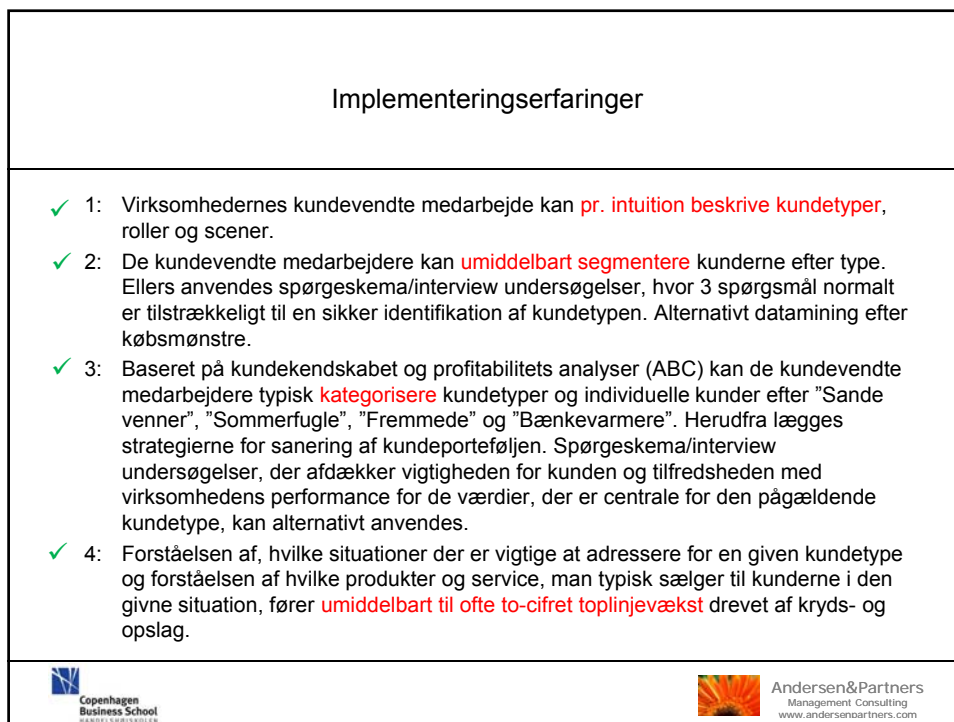 Implementeringserfaringer
1: Virksomhedernes kundevendte medarbejde kan pr. intuition beskrive kundetyper,
roller og scener.
2: De kundevendte medarbejdere kan umiddelbart segmentere kunderne efter type.
Ellers anvendes spørgeskema/interview undersøgelser, hvor 3 spørgsmål normalt
er tilstrækkeligt til en sikker identifikation af kundetypen. Alternativt datamining efter
købsmønstre.
3: Baseret på kundekendskabet og profitabilitets analyser (ABC) kan de kundevendte
medarbejdere typisk kategorisere kundetyper og individuelle kunder efter ”Sande
venner”, ”Sommerfugle”, ”Fremmede” og ”Bænkevarmere”. Herudfra lægges
strategierne for sanering af kundeporteføljen. Spørgeskema/interview
undersøgelser, der afdækker vigtigheden for kunden og tilfredsheden med
virksomhedens performance for de værdier, der er centrale for den pågældende
kundetype, kan alternativt anvendes.
4: Forståelsen af, hvilke situationer der er vigtige at adressere for en given kundetype
og forståelsen af hvilke produkter og service, man typisk sælger til kunderne i den
givne situation, fører umiddelbart til ofte to-cifret toplinjevækst drevet af kryds- og
opslag.
Copenhagen
Business School
HANDELSHØJSKOLEN
Andersen&Partners
Management Consulting
www.andersenpartners.com